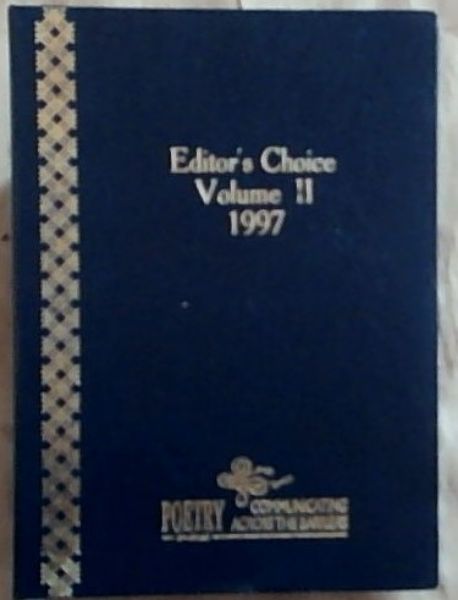 Editor's Choice
Volume II
1997
POETRY COMMUNICATING
ACROSS THE BARRIERS